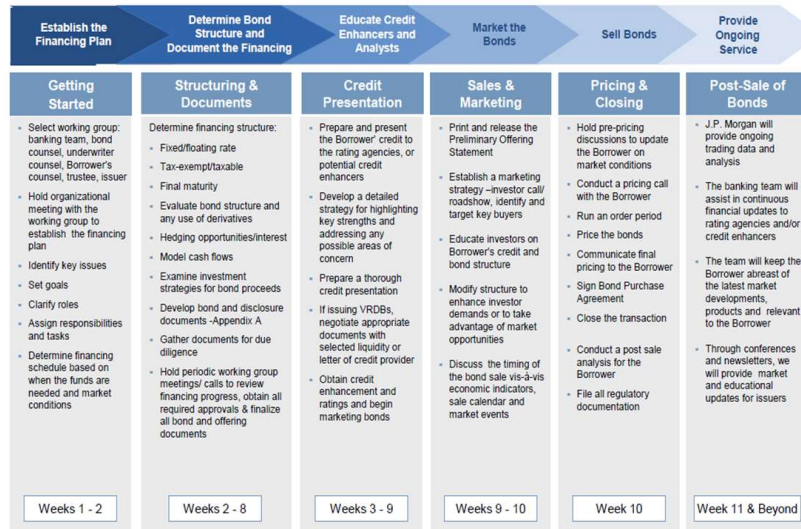 Establish the
Financing Plan
Determine Bond
Structure and
Document the Financing
Educate Credit
Enhancers and
Analysts
Market the
Bonds
Sell Bonds
Provide
Ongoing
Service
Getting
Started
▪ Select working group:
banking team, bond
counsel, underwriter
counsel, Borrower's
counsel, trustee, issuer
▪ Hold organizational
meeting with the
working group to
establish the financing
plan
▪ Identify key issues
▪ Set goals
▪ Clarify roles
▪ Assign responsibilities
and tasks
▪ Determine financing
schedule based on
when the funds are
needed and market
conditions
Weeks 1 - 2
Structuring &
Documents
Determine financing structure:
▪ Fixed/floating rate
▪ Tax-exempt/taxable
▪ Final maturity
▪ Evaluate bond structure and
any use of derivatives
▪ Hedging opportunities/interest
▪ Model cash flows
▪ Examine investment
strategies for bond proceeds
▪ Develop bond and disclosure
documents -Appendix A
▪ Gather documents for due
diligence
▪ Hold periodic working group
meetings/ calls to review
financing progress, obtain all
required approvals & finalize
all bond and offering
documents
Weeks 2 - 8
Credit
Presentation
▪ Prepare and present
the Borrower' credit to
the rating agencies, or
potential credit
enhancers
▪ Develop a detailed
strategy for highlighting
key strengths and
addressing any
possible areas of
concern
▪ Prepare a thorough
credit presentation
▪ If issuing VRDBs,
negotiate appropriate
documents with
selected liquidity or
letter of credit provider
▪ Obtain credit
enhancement and
ratings and begin
marketing bonds
Weeks 3 - 9
Sales &
Marketing
▪ Print and release the
Preliminary Offering
Statement
▪ Establish a marketing
strategy –investor call/
roadshow, identify and
target key buyers
▪ Educate investors on
Borrower's credit and
bond structure
▪ Modify structure to
enhance investor
demands or to take
advantage of market
opportunities
▪ Discuss the timing of
the bond sale vis-à-vis
economic indicators,
sale calendar and
market events
Weeks 9 - 10
Pricing &
Closing
▪ Hold pre-pricing
discussions to update
the Borrower on
market conditions
▪ Conduct a pricing call
with the Borrower
▪ Run an order period
▪ Price the bonds
▪ Communicate final
pricing to the Borrower
▪ Sign Bond Purchase
Agreement
▪ Close the transaction
▪ Conduct a post sale
analysis for the
Borrower
▪ File all regulatory
documentation
Week 10
Post-Sale of
Bonds
▪ J.P. Morgan will
provide ongoing
trading data and
analysis
▪ The banking team will
assist in continuous
financial updates to
rating agencies and/or
credit enhancers
▪ The team will keep the
Borrower abreast of
the latest market
developments,
products and relevant
to the Borrower
▪ Through conferences
and newsletters, we
will provide market
and educational
updates for issuers
Week 11 & Beyond